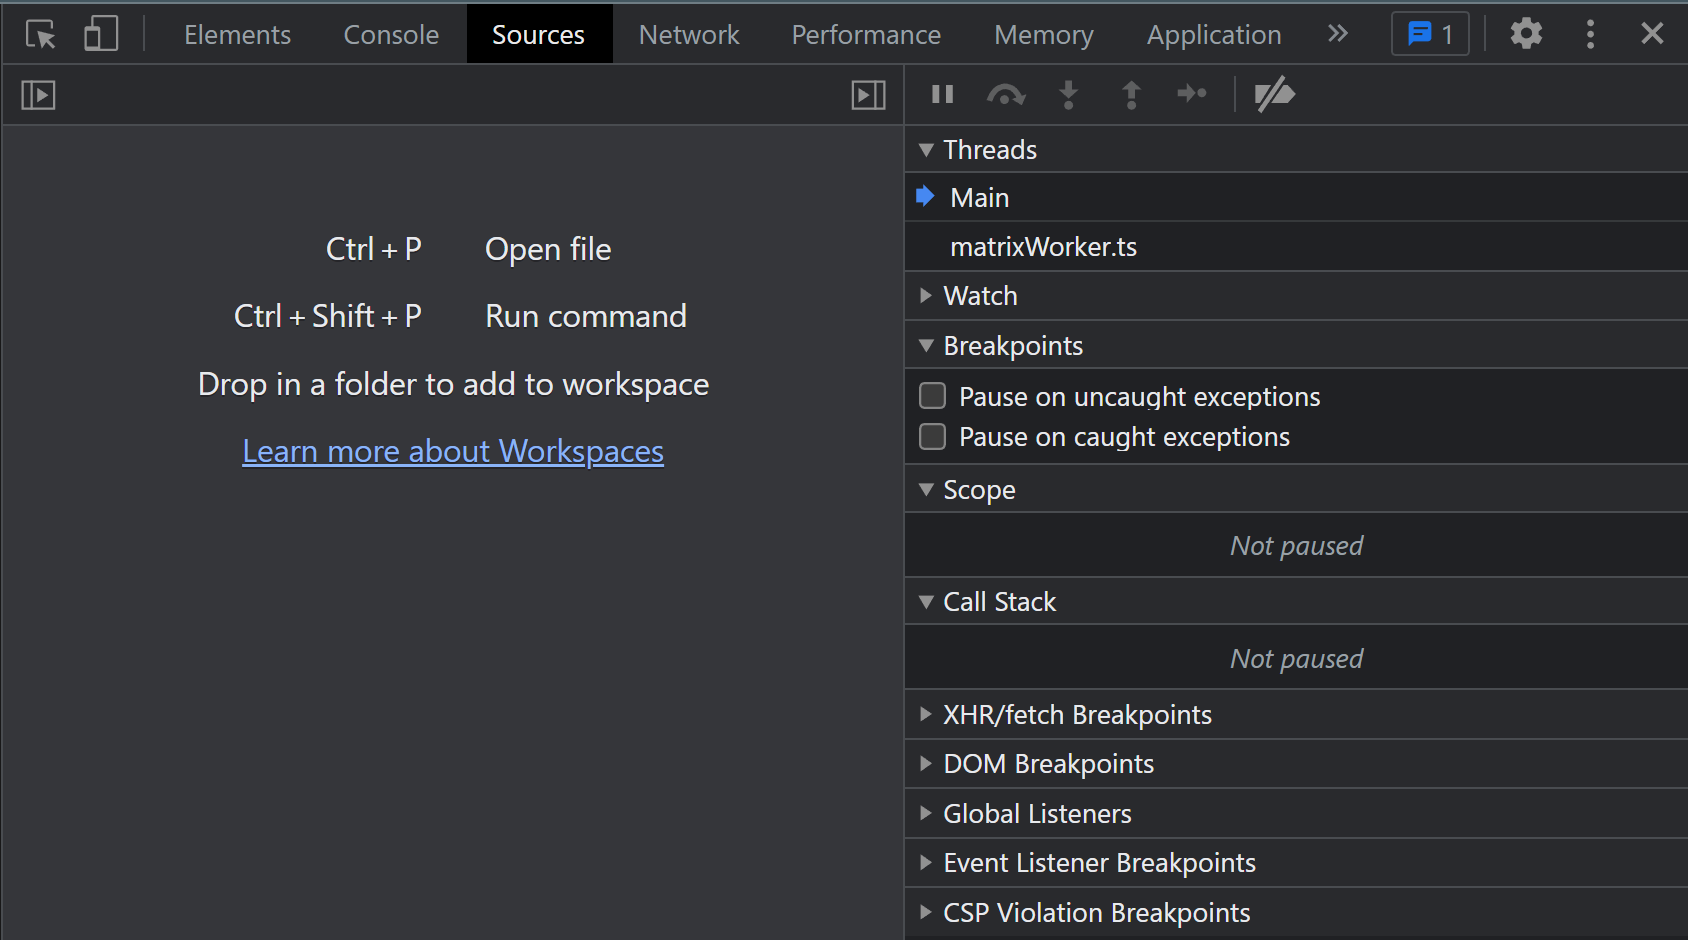 Elements Console Sources Network Performance Memory Application 1
Ctrl + P Open file
Ctrl + Shift + P Run command
Drop in a folder to add to workspace
Learn more about Workspaces
Threads
Main
matrixWorker.ts
Watch
Breakpoints
Pause on uncaught exceptions
Pause on caught exceptions
Scope
Not paused
Call Stack
Not paused
XHR/fetch Breakpoints
DOM Breakpoints
Global Listeners
Event Listener Breakpoints
CSP Violation Breakpoints